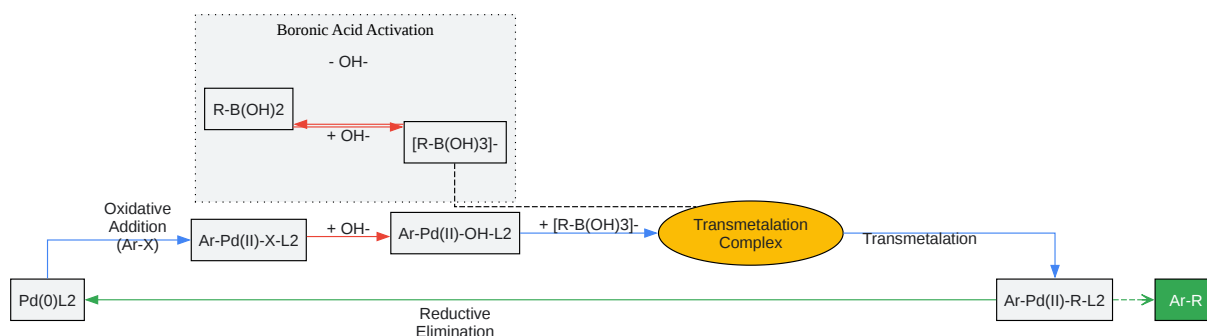 Boronic Acid Activation
- OH-
R-B(OH)2
+ OH-
[R-B(OH)3]-
Oxidative
Addition
(Ar-X)
Ar-Pd(II)-X-L2
+ OH-
Ar-Pd(II)-OH-L2
+ [R-B(OH)3]-
Transmetalation
Complex
Transmetalation
Pd(0)L2
Ar-Pd(II)-R-L2
Ar-R
Reductive
Elimination